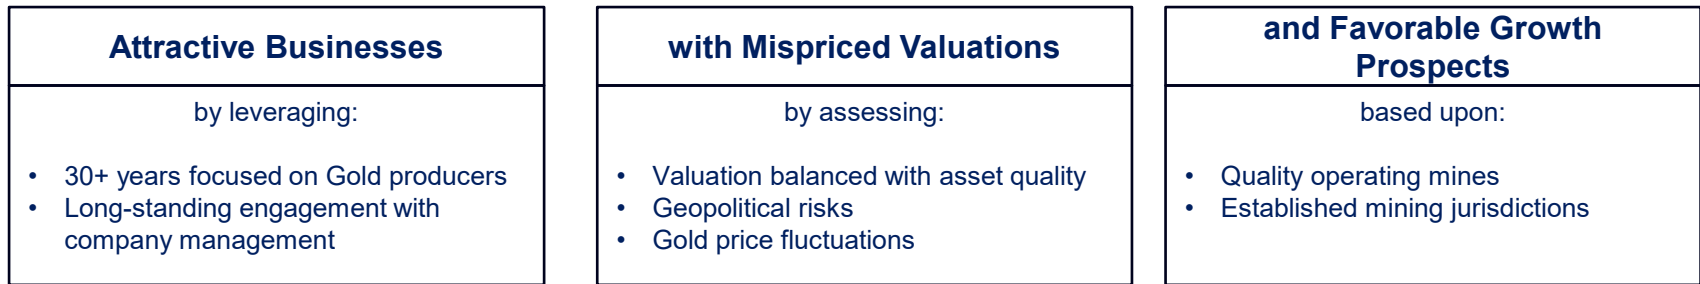 Attractive Businesses
by leveraging:
• 30+ years focused on Gold producers
• Long-standing engagement with
company management
with Mispriced Valuations
by assessing:
• Valuation balanced with asset quality
• Geopolitical risks
• Gold price fluctuations
and Favorable Growth
Prospects
based upon:
• Quality operating mines
• Established mining jurisdictions